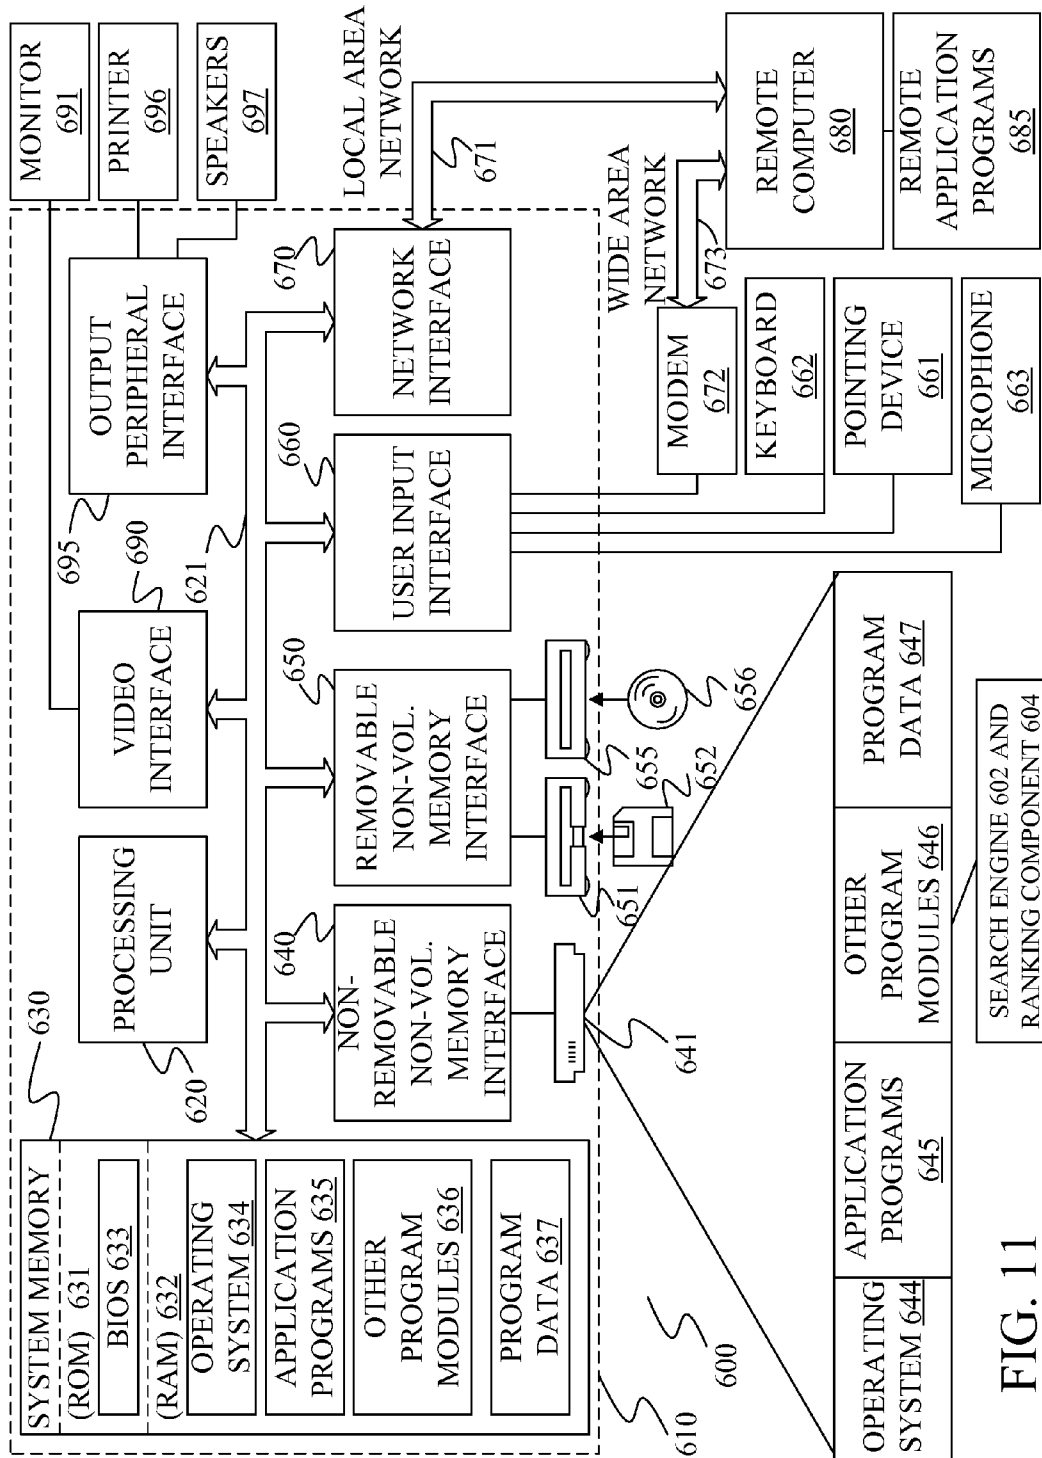 SYSTEM MEMORY
(ROM) 631
BIOS 633
(RAM) 632
OPERATING
SYSTEM 634
APPLICATION
PROGRAMS 635
OTHER
PROGRAM
MODULES 636
PROGRAM
DATA 637
630
PROCESSING
UNIT
620
VIDEO
INTERFACE
690
621
OUTPUT
PERIPHERAL
INTERFACE
695
MONITOR
691
PRINTER
696
SPEAKERS
697
NON-
REMOVABLE
NON-VOL.
MEMORY
INTERFACE
640
REMOVABLE
NON-VOL.
MEMORY
INTERFACE
650
USER INPUT
INTERFACE
660
NETWORK
INTERFACE
670
LOCAL AREA
NETWORK
671
641
651
652
655
656
610
600
WIDE AREA
NETWORK
673
MODEM
672
KEYBOARD
662
POINTING
DEVICE
661
MICROPHONE
663
REMOTE
COMPUTER
680
REMOTE
APPLICATION
PROGRAMS
685
OPERATING
SYSTEM 644
APPLICATION
PROGRAMS
645
OTHER
PROGRAM
MODULES 646
PROGRAM
DATA 647
SEARCH ENGINE 602 AND
RANKING COMPONENT 604
FIG. 11